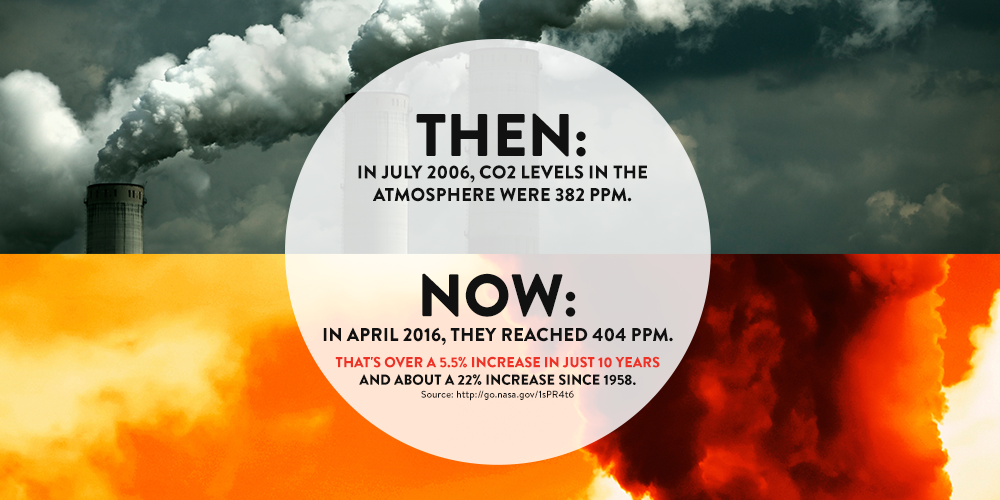 THEN:
IN JULY 2006, CO2 LEVELS IN THE
ATMOSPHERE WERE 382 PPM.
NOW:
IN APRIL 2016, THEY REACHED 404 PPM.
THAT'S OVER A 5.5% INCREASE IN JUST 10 YEARS
AND ABOUT A 22% INCREASE SINCE 1958.
Source: http://go.nasa.gov/1sPR4t6